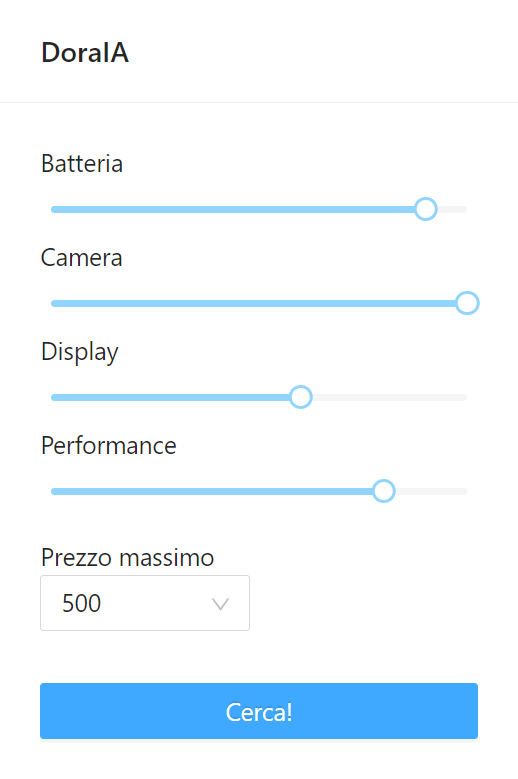 DoraIA
Batteria
Camera
Display
Performance
Prezzo massimo
500
Cerca!